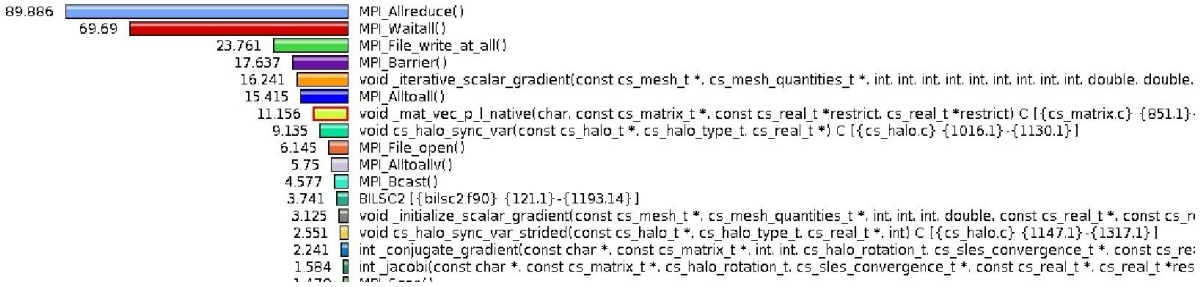 89.886 MPI_Allreduce()
69.69 MPI_Waitall()
23.761 MPI_File_write_at_all()
17.637 MPI_Barrier()
16.241 void _iterative_scalar_gradient(const cs_mesh_t *, cs_mesh_quantities_t *, int, int, int, int, int, int, int, int, double, double,
15.415 MPI_Alltoall()
11.156 void _mat_vec_p_l_native(char, const cs_matrix_t *, const cs_real_t *restrict, cs_real_t *restrict) C [{cs_matrix.c} {851,1}-
9.135 void cs_halo_sync_var(const cs_halo_t *, cs_halo_type_t, cs_real_t *) C [{cs_halo.c} {1016,1}-{1130,1}]
6.145 MPI_File_open()
5.75 MPI_Alltoallv()
4.577 MPI_Bcast()
3.741 BILSC2 [{bilsc2.f90} {121,1}-{1193,14}]
3.125 void _initialize_scalar_gradient(const cs_mesh_t *, cs_mesh_quantities_t *, int, int, int, double, const cs_real_t *, const cs_r
2.551 void cs_halo_sync_var_strided(const cs_halo_t *, cs_halo_type_t, cs_real_t *, int) C [{cs_halo.c} {1147,1}-{1317,1}]
2.241 int _conjugate_gradient(const char *, const cs_matrix_t *, int, int, cs_halo_rotation_t, cs_sles_convergence_t *, const cs_rea
1.584 int _jacobi(const char *, const cs_matrix_t *, cs_halo_rotation_t, cs_sles_convergence_t *, const cs_real_t *, cs_real_t *res